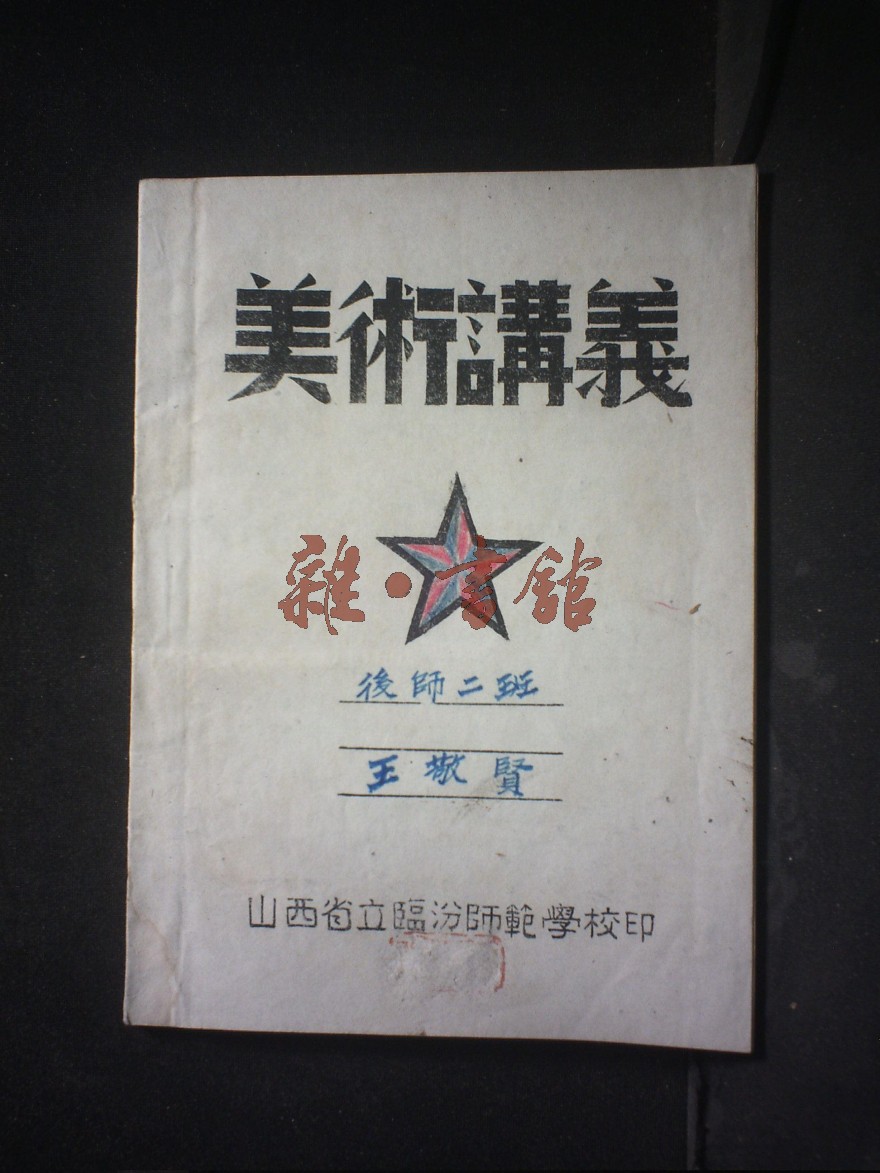 美術講義
雜·書館
後師二班
王敬賢
山西省立臨汾師範學校印